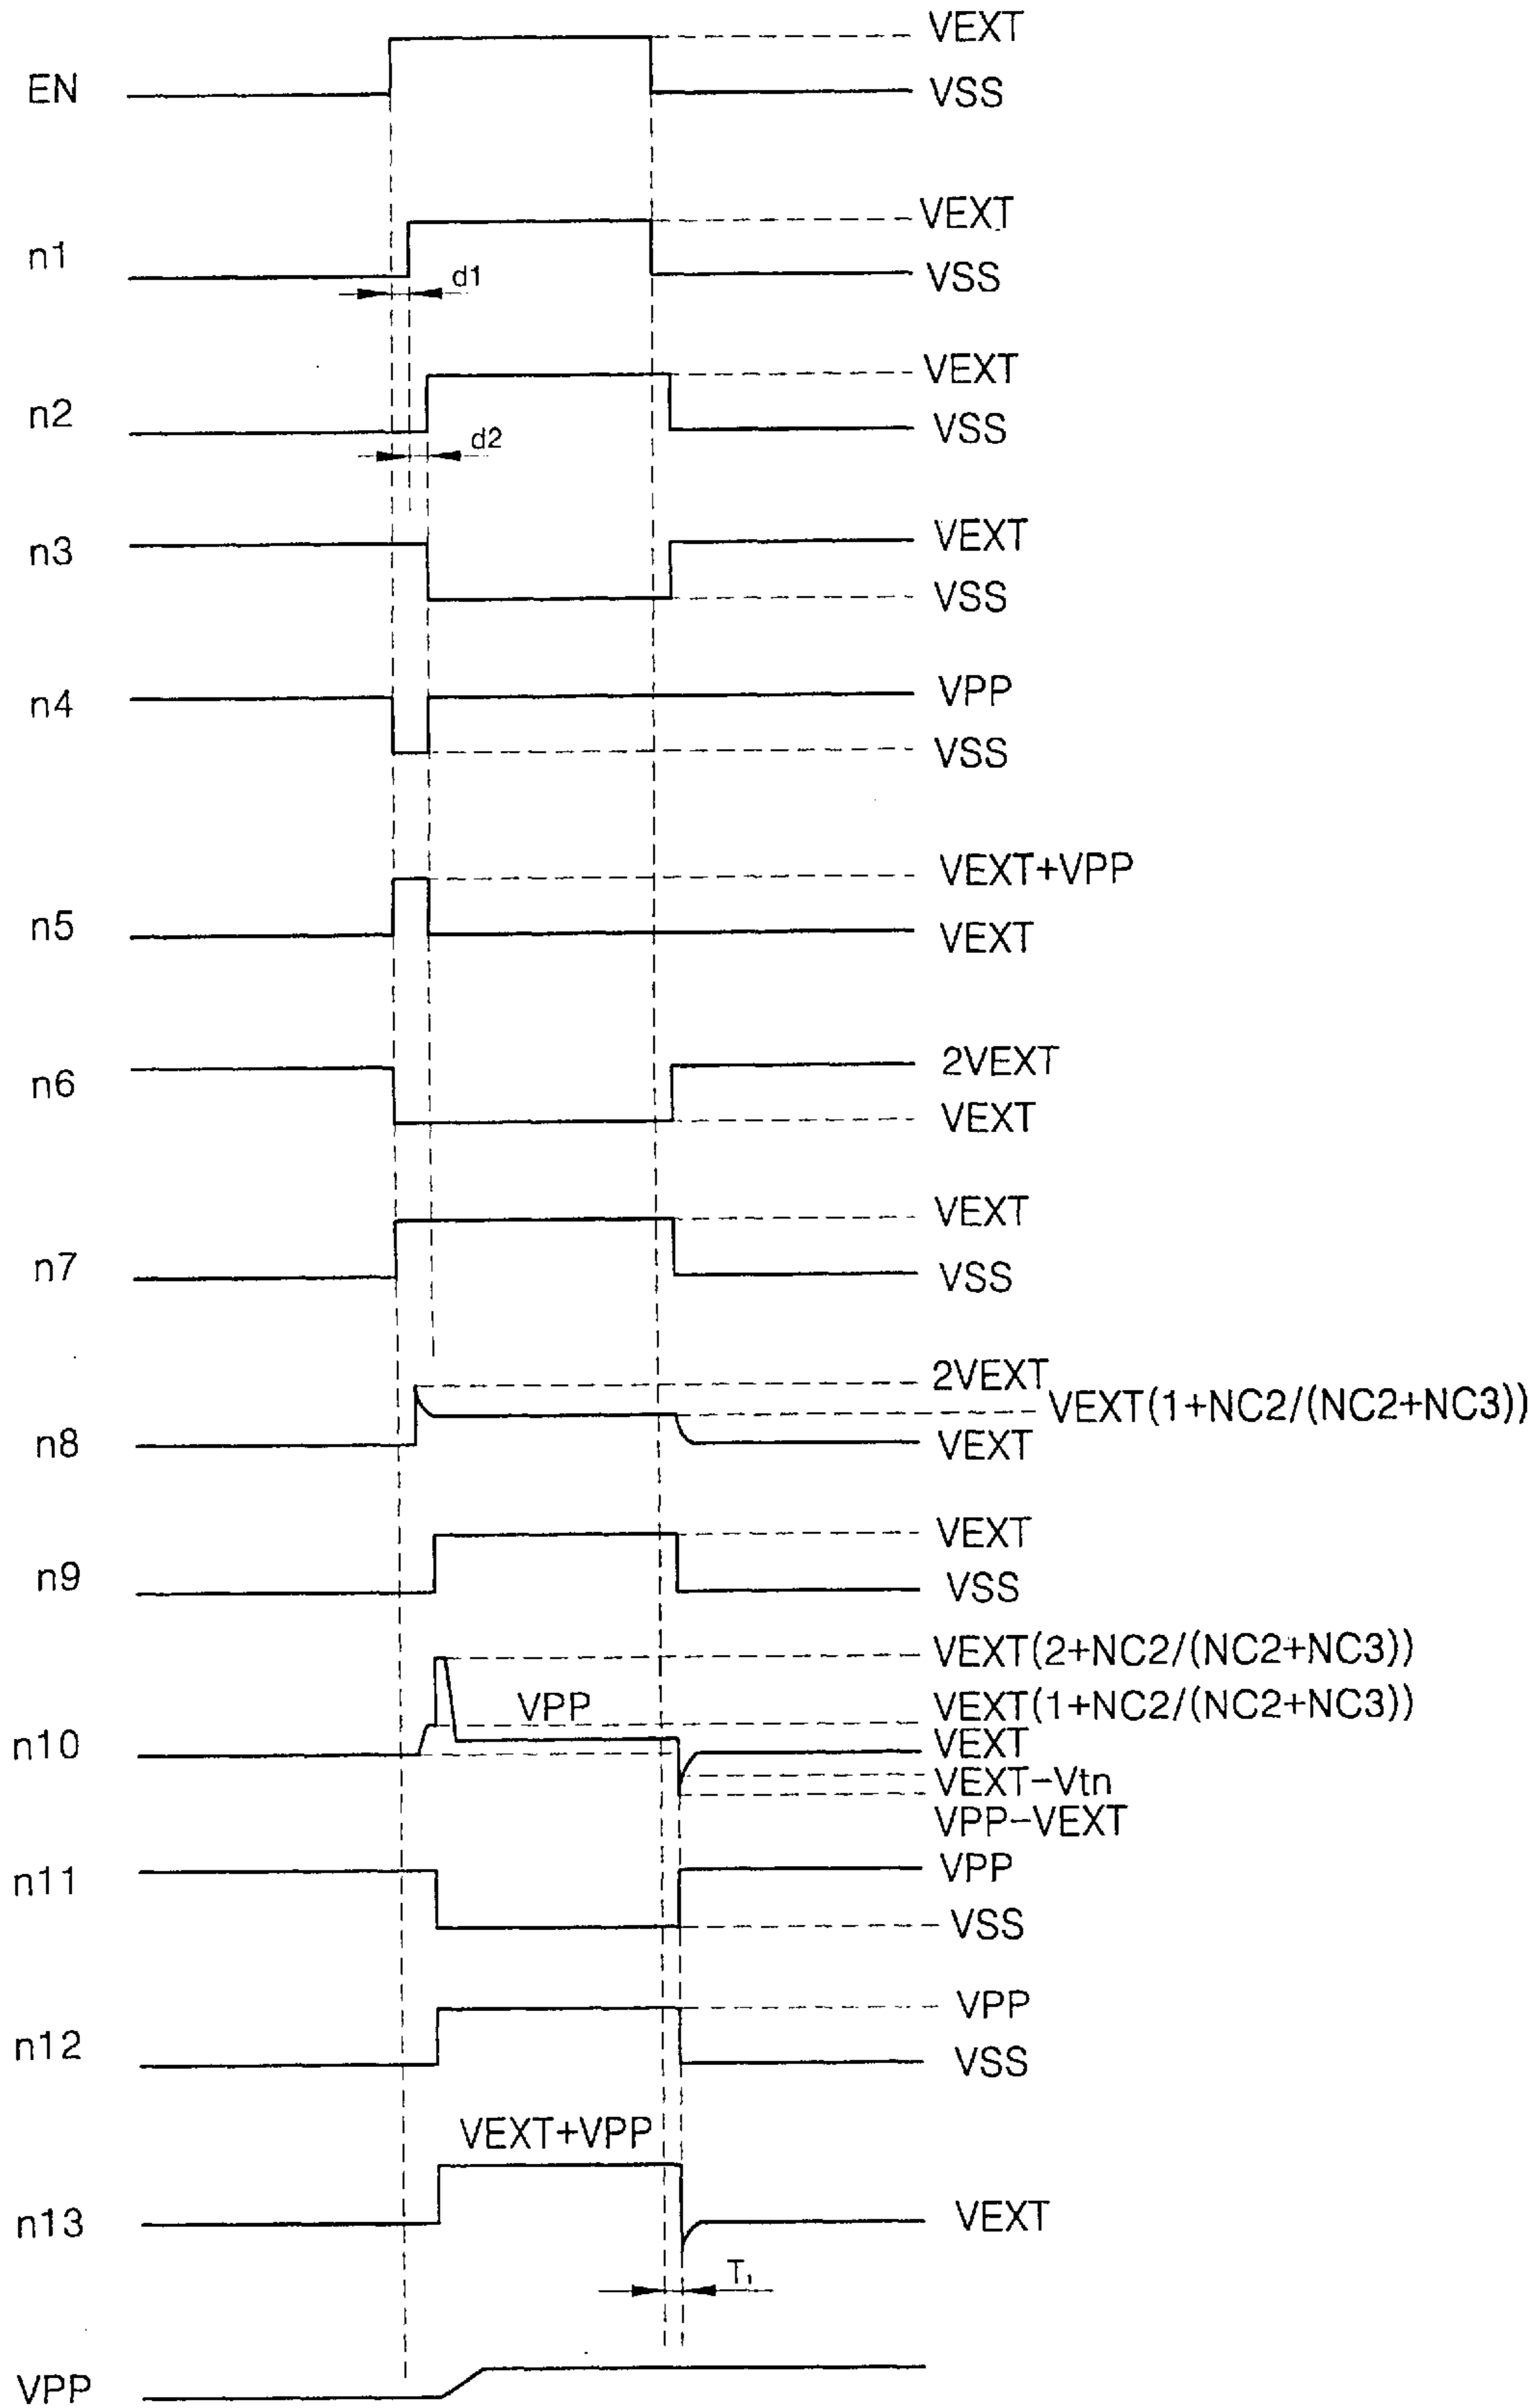 VEXT
EN
VSS
VEXT
n1
d1
VSS
VEXT
n2
d2
VSS
n3
VEXT
VSS
n4
VPP
VSS
VEXT+VPP
n5
VEXT
2VEXT
n6
VEXT
VEXT
n7
VSS
2VEXT
VEXT(1+NC2/(NC2+NC3))
n8
VEXT
VEXT
n9
VSS
VEXT(2+NC2/(NC2+NC3))
VPP
VEXT(1+NC2/(NC2+NC3))
n10
VEXT
VEXT-Vtn
VPP-VEXT
n11
VPP
VSS
VPP
n12
VSS
VEXT+VPP
n13
VEXT
T₁
VPP